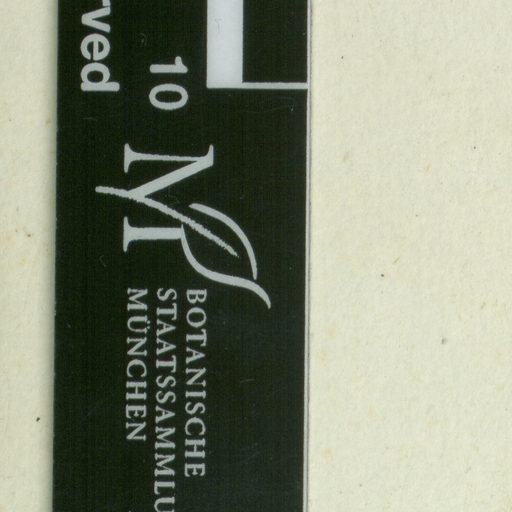 10
rved
M
BOTANISCHE
STAATSSAMMLU
MÜNCHEN